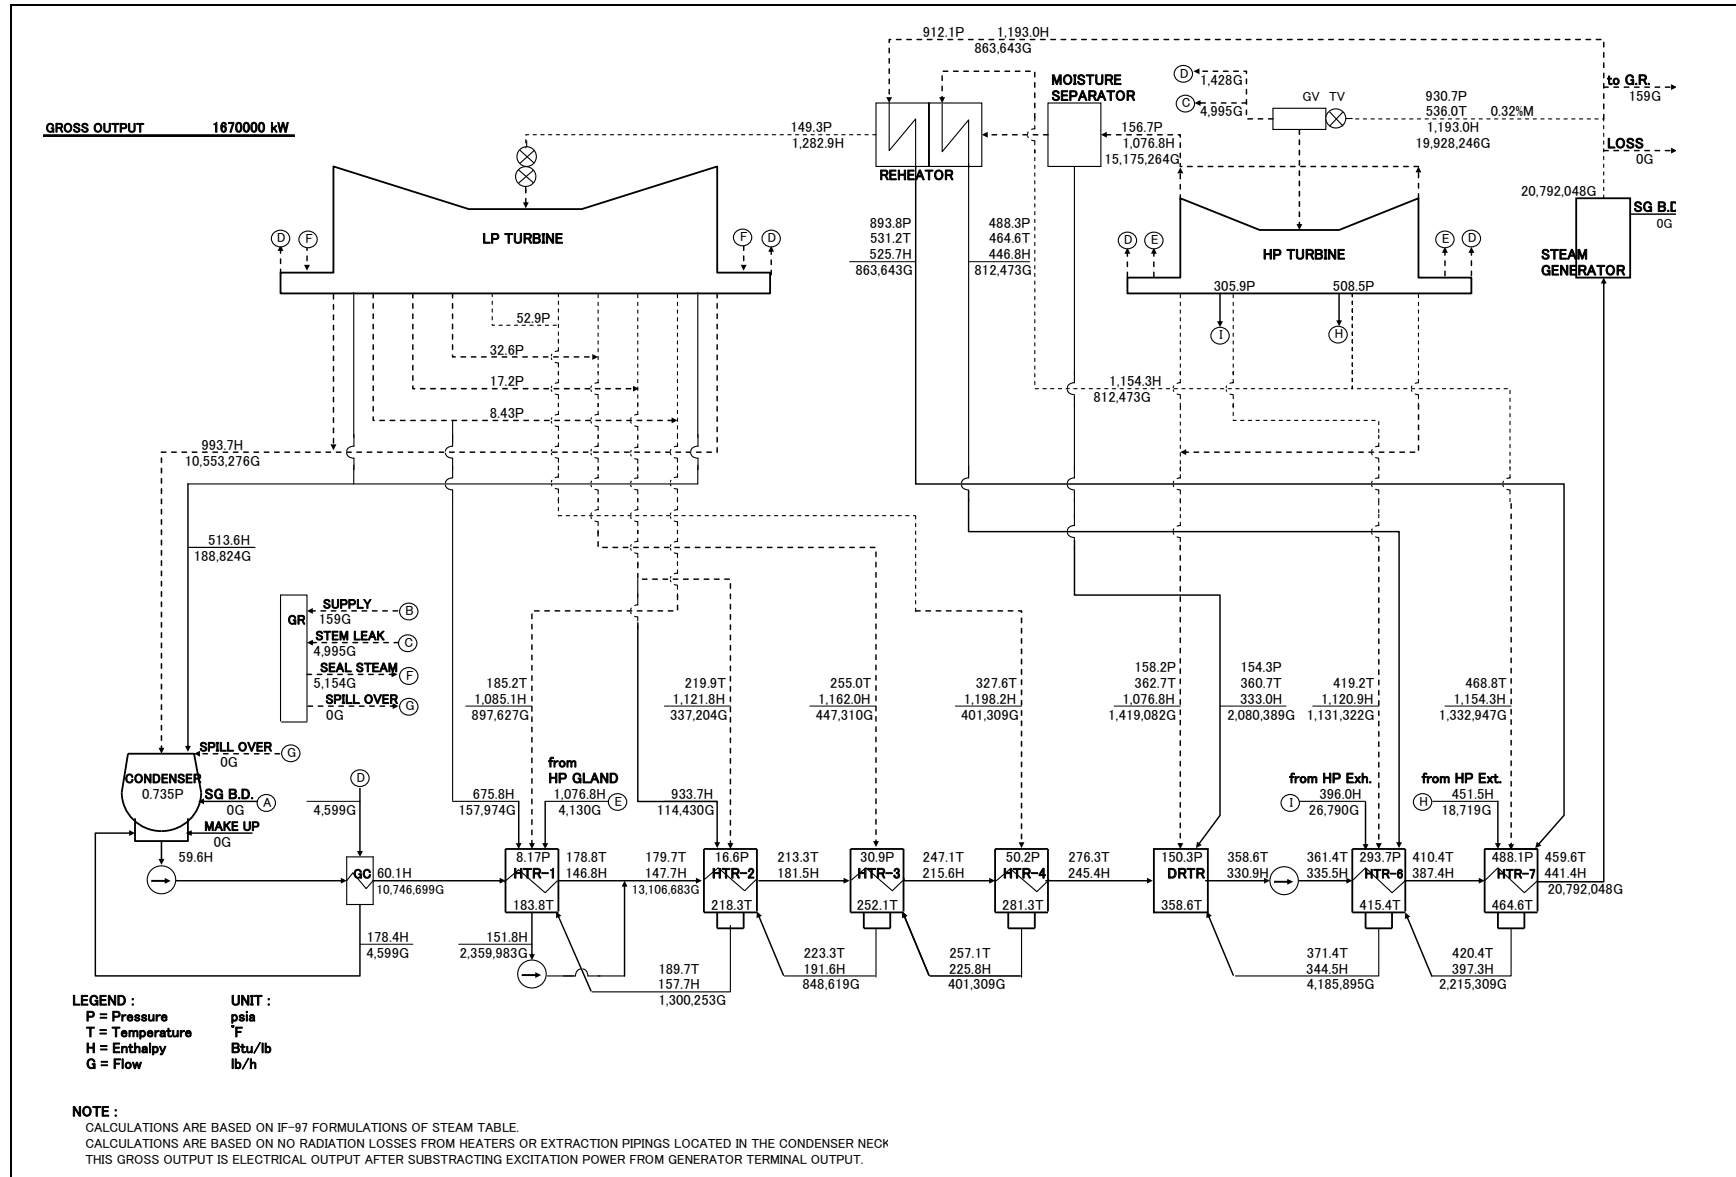 912.1P 1,193.0H
863,643G
to G.R.
159G
D
1,428G
C
4,995G
GV TV
930.7P
536.0T 0.32%M
1,193.0H
19,928,246G
LOSS
0G
MOISTURE
SEPARATOR
GROSS OUTPUT 1670000 kW
149.3P
1,282.9H
156.7P
1,076.8H
15,175,264G
REHEATOR
20,792,048G
SG B.D
0G
STEAM
GENERATOR
893.8P
531.2T
525.7H
863,643G
488.3P
464.6T
446.8H
812,473G
D
F
LP TURBINE
F
D
D
E
HP TURBINE
E
D
305.9P
508.5P
I
H
52.9P
32.6P
17.2P
8.43P
1,154.3H
812,473G
993.7H
10,553,276G
513.6H
188,824G
GR
SUPPLY
159G
B
STEM LEAK
4,995G
C
SEAL STEAM
5,154G
F
SPILL OVER
0G
G
185.2T
1,085.1H
897,627G
219.9T
1,121.8H
337,204G
255.0T
1,162.0H
447,310G
327.6T
1,198.2H
401,309G
158.2P
362.7T
1,076.8H
1,419,082G
154.3P
360.7T
333.0H
2,080,389G
419.2T
1,120.9H
1,131,322G
468.8T
1,154.3H
1,332,947G
SPILL OVER
0G
G
CONDENSER
0.735P
SG B.D.
0G
A
MAKE UP
0G
59.6H
D
4,599G
675.8H
157,974G
from
HP GLAND
1,076.8H
4,130G
E
933.7H
114,430G
from HP Exh.
I
396.0H
26,790G
from HP Ext.
H
451.5H
18,719G
GC
60.1H
10,746,699G
8.17P
HTR-1
183.8T
178.8T
146.8H
179.7T
147.7H
13,106,683G
16.6P
HTR-2
218.3T
213.3T
181.5H
30.9P
HTR-3
252.1T
247.1T
215.6H
50.2P
HTR-4
281.3T
276.3T
245.4H
150.3P
DRTR
358.6T
358.6T
330.9H
361.4T
335.5H
293.7P
HTR-6
415.4T
410.4T
387.4H
488.1P
HTR-7
464.6T
459.6T
441.4H
20,792,048G
178.4H
4,599G
151.8H
2,359,983G
189.7T
157.7H
1,300,253G
223.3T
191.6H
848,619G
257.1T
225.8H
401,309G
371.4T
344.5H
4,185,895G
420.4T
397.3H
2,215,309G
LEGEND : UNIT :
P = Pressure psia
T = Temperature °F
H = Enthalpy Btu/lb
G = Flow lb/h
NOTE :
CALCULATIONS ARE BASED ON IF-97 FORMULATIONS OF STEAM TABLE.
CALCULATIONS ARE BASED ON NO RADIATION LOSSES FROM HEATERS OR EXTRACTION PIPINGS LOCATED IN THE CONDENSER NECK
THIS GROSS OUTPUT IS ELECTRICAL OUTPUT AFTER SUBSTRACTING EXCITATION POWER FROM GENERATOR TERMINAL OUTPUT.